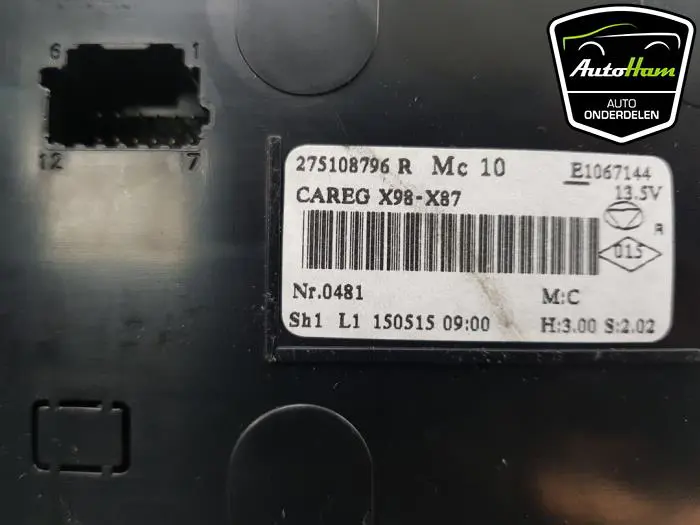 6 1
12 7
AutoHam
AUTO
ONDERDELEN
275108796 R Mc 10 E1067144
CAREG X98-X87 13.5V
R
015
Nr.0481 M:C
Sh1 L1 150515 09:00 H:3.00 S:2.02